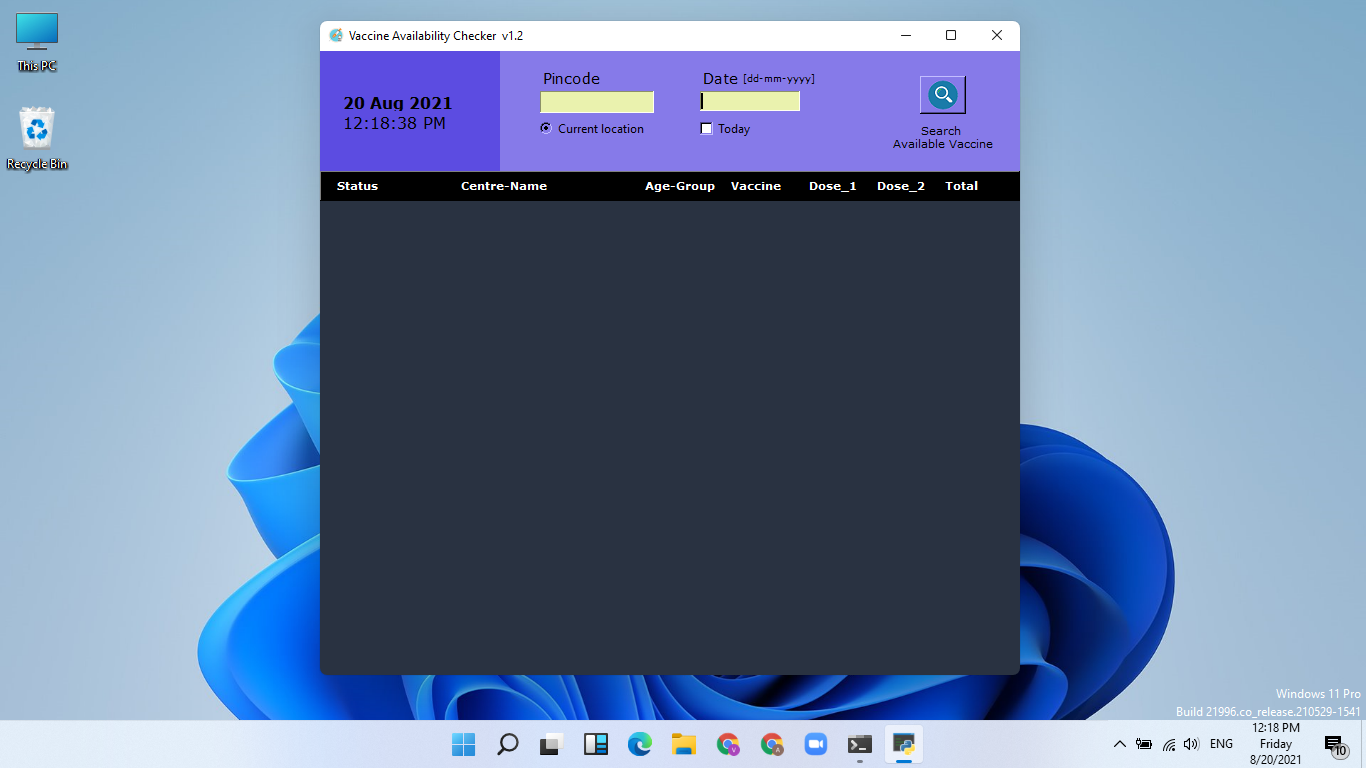 This PC
Recycle Bin
Vaccine Availability Checker v1.2
20 Aug 2021
12:18:38 PM
Pincode
Current location
Date [dd-mm-yyyy]
Today
Search
Available Vaccine
Status Centre-Name Age-Group Vaccine Dose_1 Dose_2 Total
Windows 11 Pro
Build 21996.co_release.210529-1541
V
A
ENG
12:18 PM
Friday
8/20/2021
10